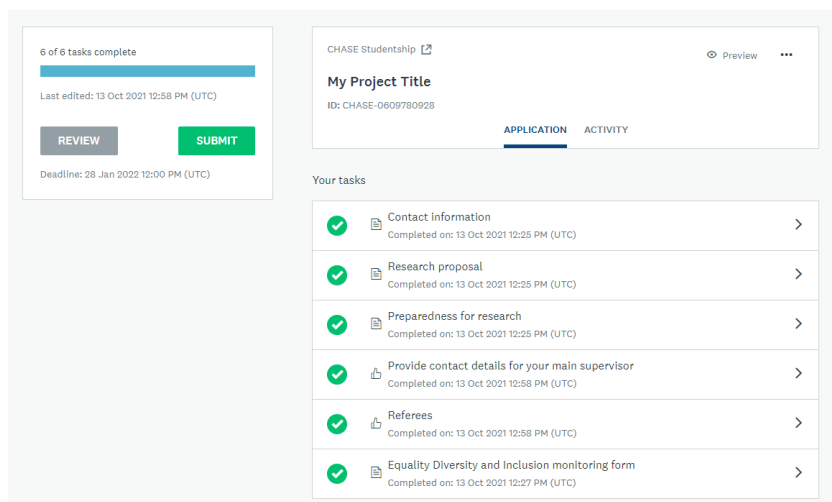 6 of 6 tasks complete
Last edited: 13 Oct 2021 12:58 PM (UTC)
REVIEW
SUBMIT
Deadline: 28 Jan 2022 12:00 PM (UTC)
CHASE Studentship
Preview
My Project Title
ID: CHASE-0609780928
APPLICATION
ACTIVITY
Your tasks
Contact information
Completed on: 13 Oct 2021 12:25 PM (UTC)
Research proposal
Completed on: 13 Oct 2021 12:25 PM (UTC)
Preparedness for research
Completed on: 13 Oct 2021 12:25 PM (UTC)
Provide contact details for your main supervisor
Completed on: 13 Oct 2021 12:58 PM (UTC)
Referees
Completed on: 13 Oct 2021 12:58 PM (UTC)
Equality Diversity and Inclusion monitoring form
Completed on: 13 Oct 2021 12:27 PM (UTC)